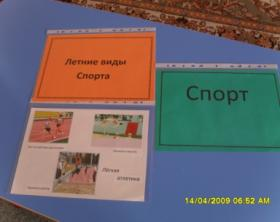 Летние виды
Спорта
Спорт
Лёгкая
атлетика
14/04/2009 06:52 AM